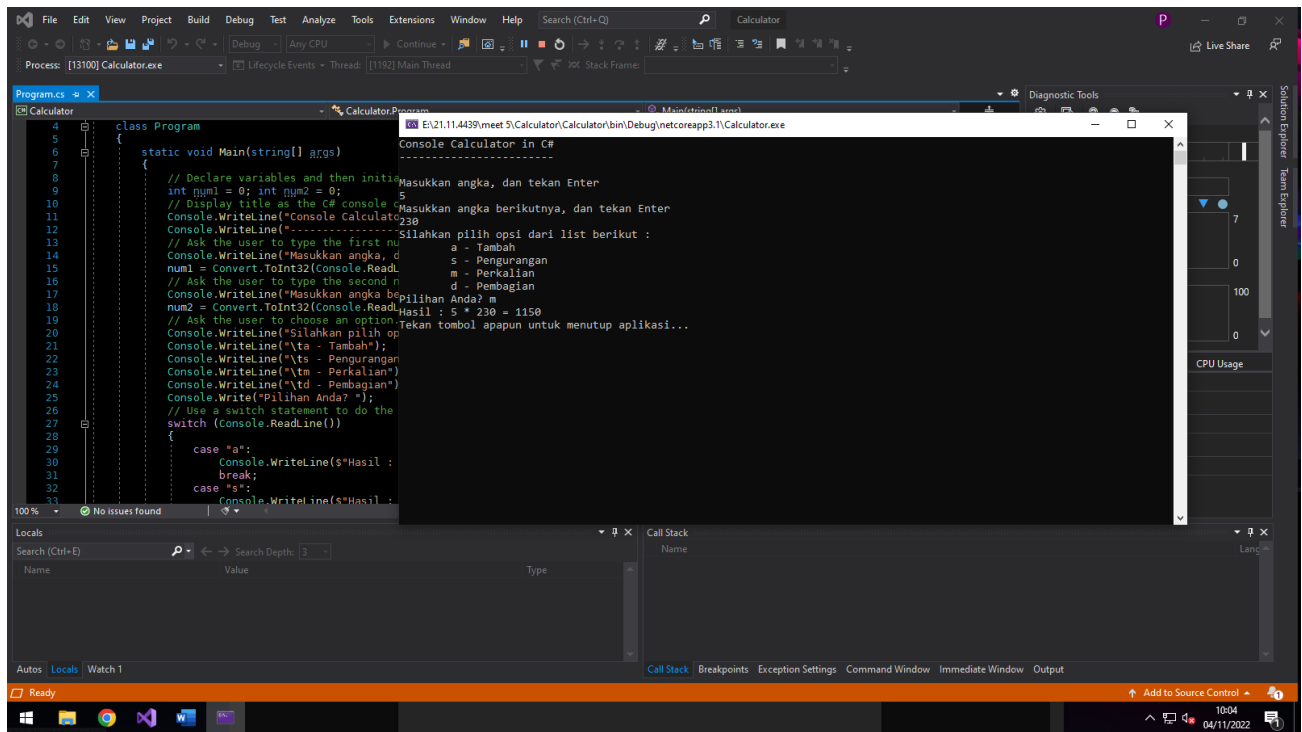 File Edit View Project Build Debug Test Analyze Tools Extensions Window Help Search (Ctrl+Q) Calculator P
Debug Any CPU Continue Live Share
Process: [13100] Calculator.exe Lifecycle Events Thread: [1192] Main Thread Stack Frame:
Program.cs
Diagnostic Tools
Solution Explorer
Team Explorer
Calculator Calculator.Program Main(string[] args)
4 class Program
5 {
6 static void Main(string[] args)
7 {
8 // Declare variables and then initia
9 int num1 = 0; int num2 = 0;
10 // Display title as the C# console c
11 Console.WriteLine("Console Calculato
12 Console.WriteLine("-----------------
13 // Ask the user to type the first nu
14 Console.WriteLine("Masukkan angka, d
15 num1 = Convert.ToInt32(Console.ReadL
16 // Ask the user to type the second n
17 Console.WriteLine("Masukkan angka be
18 num2 = Convert.ToInt32(Console.ReadL
19 // Ask the user to choose an option.
20 Console.WriteLine("Silahkan pilih op
21 Console.WriteLine("\ta - Tambah");
22 Console.WriteLine("\ts - Pengurangan
23 Console.WriteLine("\tm - Perkalian")
24 Console.WriteLine("\td - Pembagian")
25 Console.Write("Pilihan Anda? ");
26 // Use a switch statement to do the
27 switch (Console.ReadLine())
28 {
29 case "a":
30 Console.WriteLine($"Hasil :
31 break;
32 case "s":
33 Console.WriteLine($"Hasil :
E:\21.11.4439\meet 5\Calculator\Calculator\bin\Debug\netcoreapp3.1\Calculator.exe
Console Calculator in C#
------------------------
Masukkan angka, dan tekan Enter
5
Masukkan angka berikutnya, dan tekan Enter
230
Silahkan pilih opsi dari list berikut :
a - Tambah
s - Pengurangan
m - Perkalian
d - Pembagian
Pilihan Anda? m
Hasil : 5 * 230 = 1150
Tekan tombol apapun untuk menutup aplikasi...
7
0
100
0
CPU Usage
100 % No issues found
Locals
Search (Ctrl+E) Search Depth: 3
Name Value Type
Call Stack
Name Lang
Autos Locals Watch 1
Call Stack Breakpoints Exception Settings Command Window Immediate Window Output
Ready Add to Source Control 1
10:04
04/11/2022
1